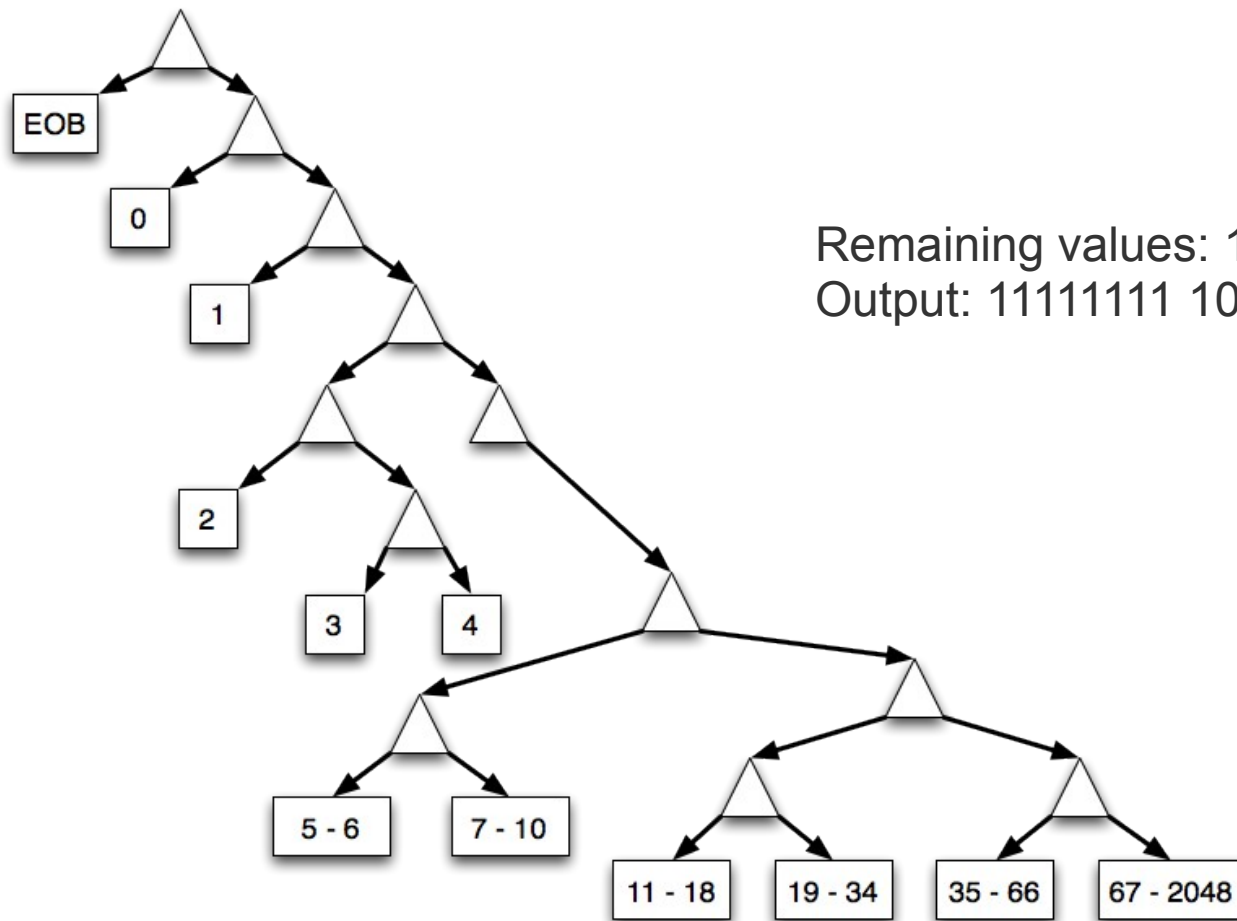 EOB
0
Remaining values: 1
Output: 11111111 10
1
2
3
4
5 - 6
7 - 10
11 - 18
19 - 34
35 - 66
67 - 2048